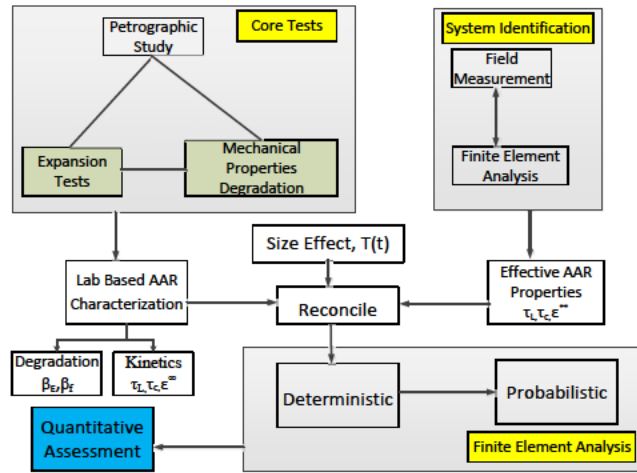 Petrographic
Study
Core Tests
System Identification
Field
Measurement
Expansion
Tests
Mechanical
Properties
Degradation
Finite Element
Analysis
Size Effect, T(t)
Lab Based AAR
Characterization
Reconcile
Effective AAR
Properties
τL,τc,ε∞
Degradation
βE,βf
Kinetics
τL,τc,ε∞
Deterministic
Probabilistic
Quantitative
Assessment
Finite Element Analysis